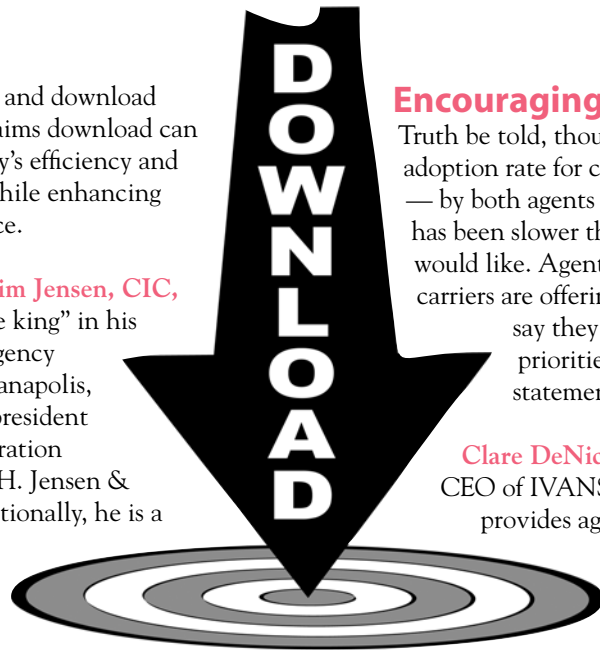 and download
aims download can
y’s efficiency and
hile enhancing
ce.
im Jensen, CIC,
e king” in his
gency
anapolis,
president
ration
H. Jensen &
tionally, he is a
DOWNLOAD
Encouraging
Truth be told, thou
adoption rate for c
— by both agents
has been slower th
would like. Agent
carriers are offerin
say they
prioritie
statemen
Clare DeNic
CEO of IVANS
provides ag